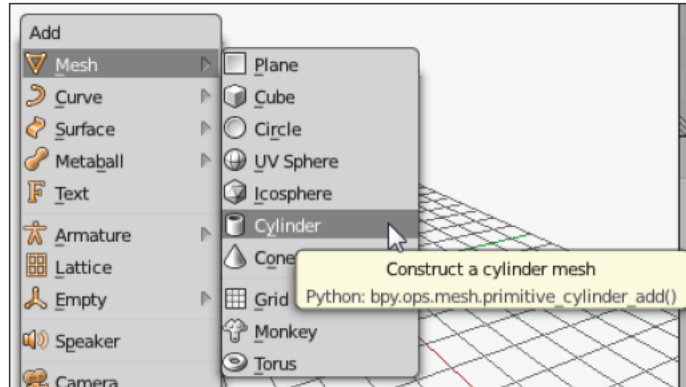 Add
Mesh
Curve
Surface
Metaball
Text
Armature
Lattice
Empty
Speaker
Camera
Plane
Cube
Circle
UV Sphere
Icosphere
Cylinder
Cone
Grid
Monkey
Torus
Construct a cylinder mesh
Python: bpy.ops.mesh.primitive_cylinder_add()